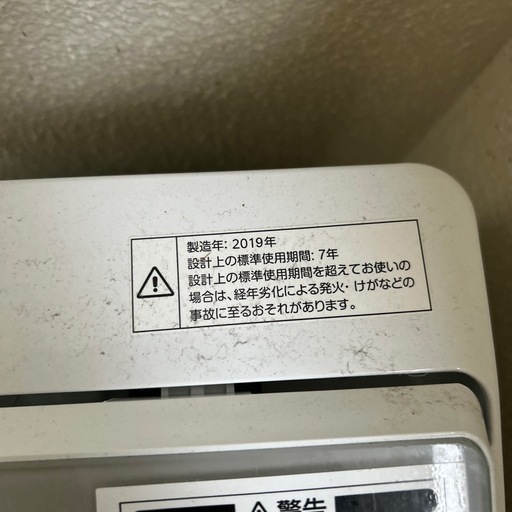 製造年: 2019年
設計上の標準使用期間: 7年
設計上の標準使用期間を超えてお使いの
場合は、経年劣化による発火・けがなどの
事故に至るおそれがあります。
警告